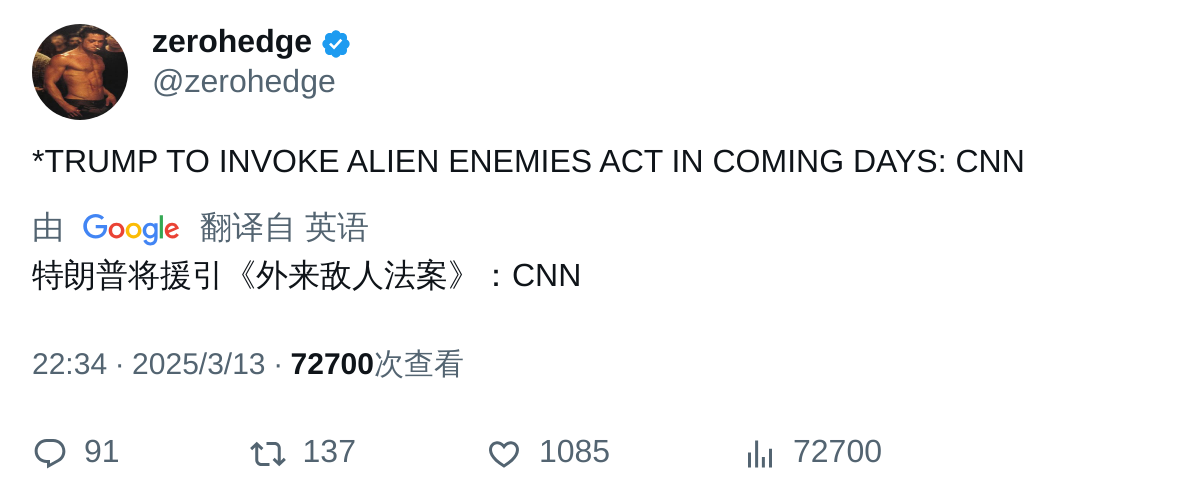 zerohedge
@zerohedge
*TRUMP TO INVOKE ALIEN ENEMIES ACT IN COMING DAYS: CNN
由 Google 翻译自 英语
特朗普将援引《外来敌人法案》：CNN
22:34 · 2025/3/13 · 72700次查看
91 137 1085 72700